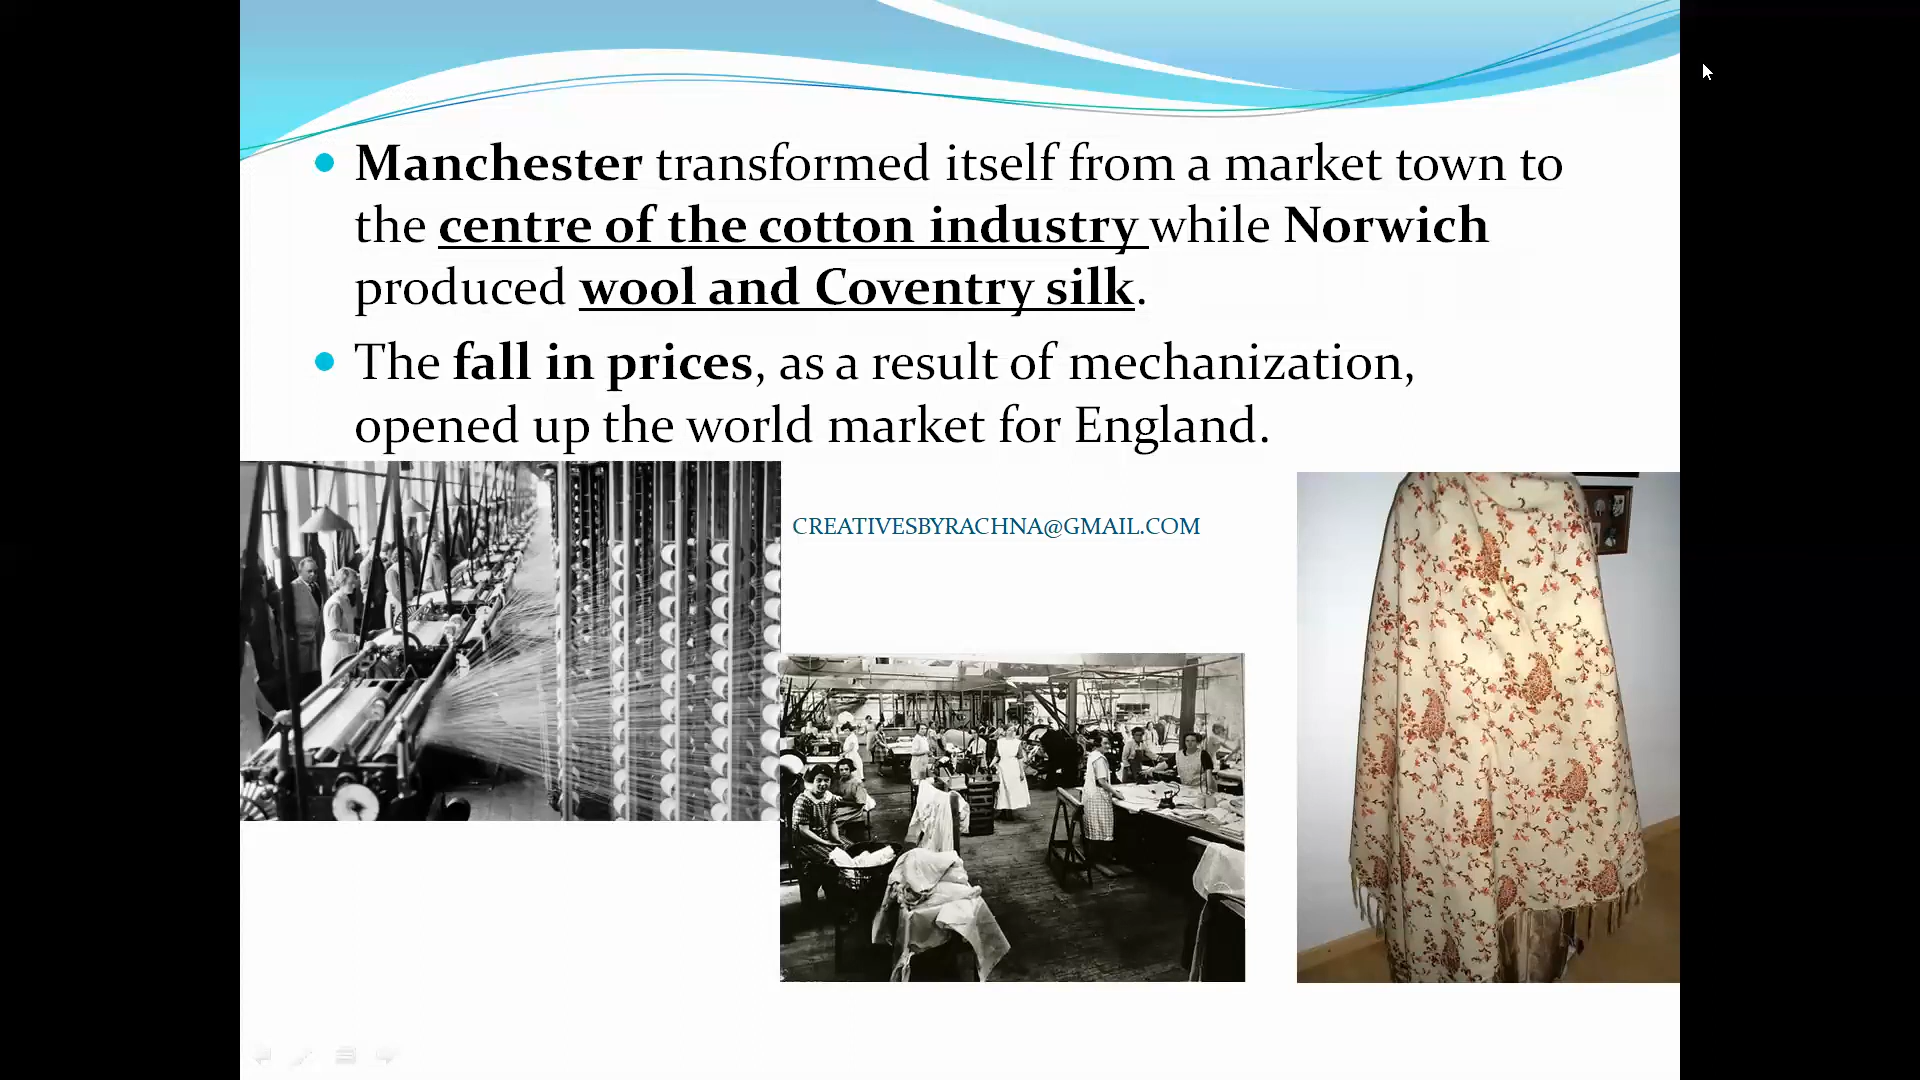 Manchester transformed itself from a market town to
the centre of the cotton industry while Norwich
produced wool and Coventry silk.
The fall in prices, as a result of mechanization,
opened up the world market for England.
CREATIVESBYRACHNA@GMAIL.COM